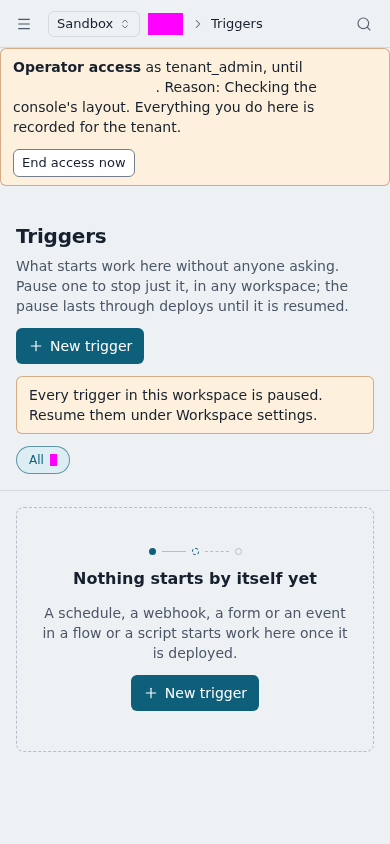 Sandbox
Triggers
Operator access as tenant_admin, until
. Reason: Checking the
console's layout. Everything you do here is
recorded for the tenant.
End access now
Triggers
What starts work here without anyone asking.
Pause one to stop just it, in any workspace; the
pause lasts through deploys until it is resumed.
New trigger
Every trigger in this workspace is paused.
Resume them under Workspace settings.
All
Nothing starts by itself yet
A schedule, a webhook, a form or an event
in a flow or a script starts work here once it
is deployed.
New trigger